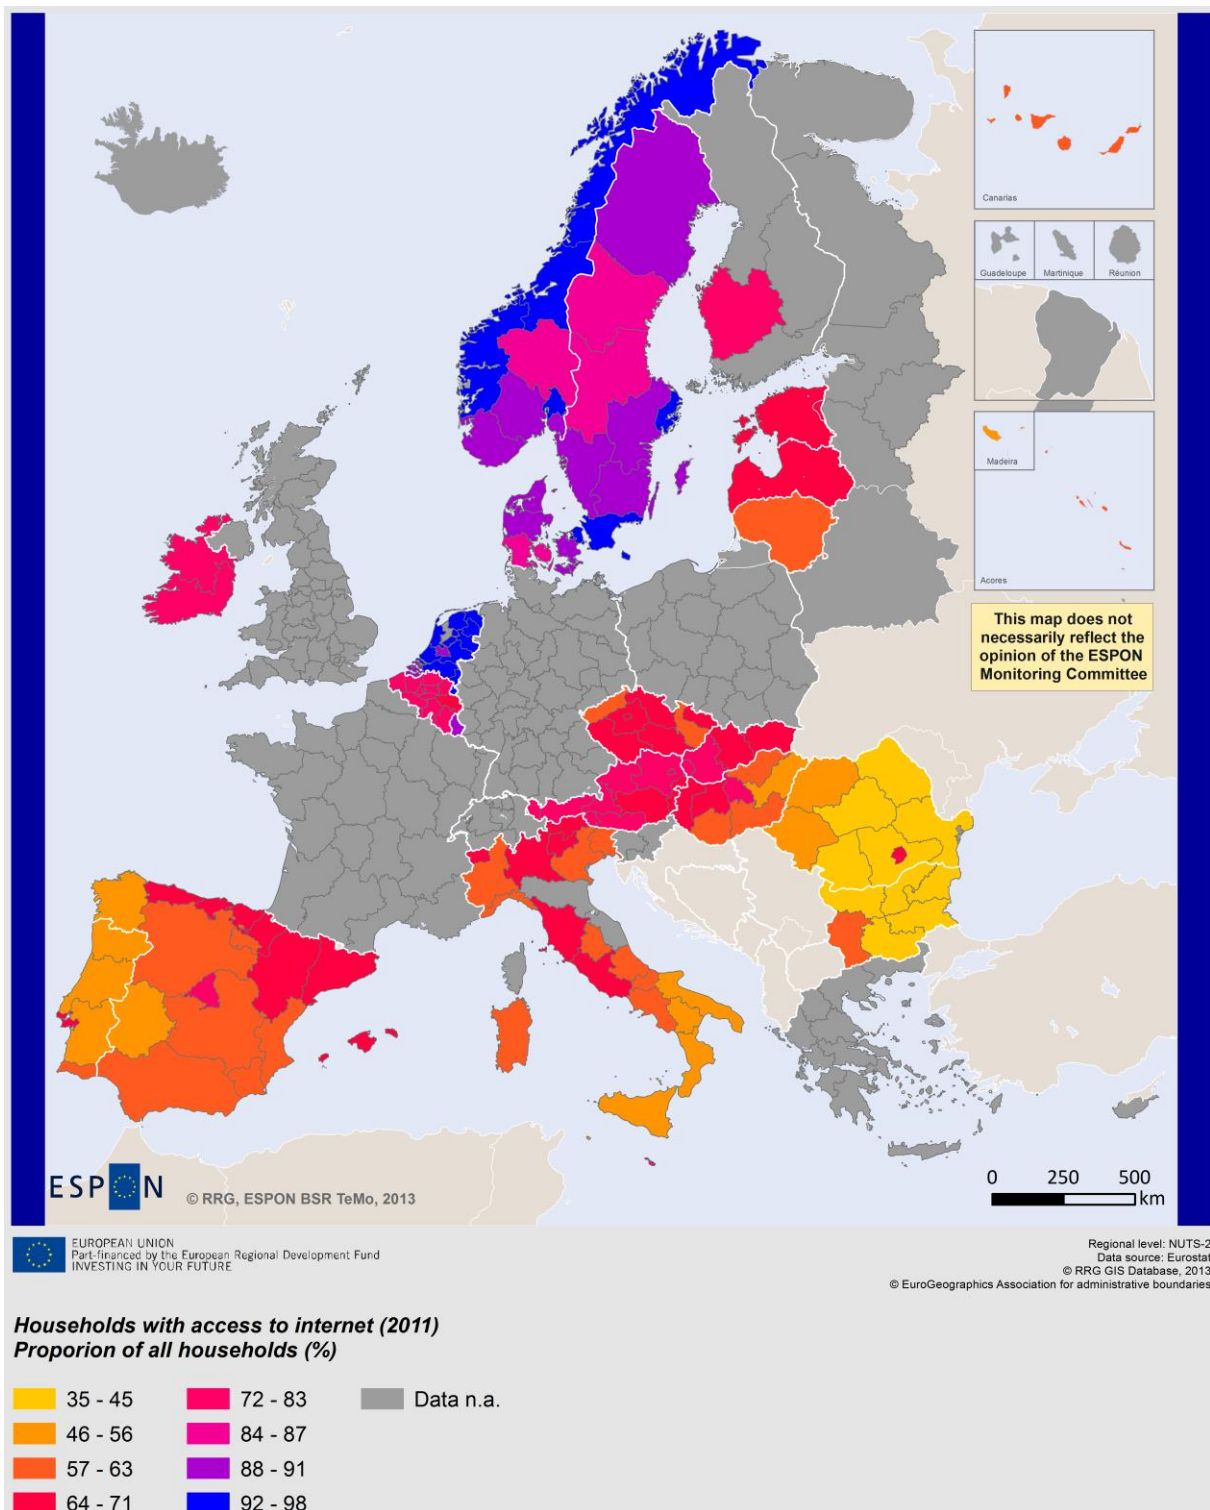 Canarias
Guadeloupe
Martinique
Réunion
Madeira
Acores
This map does not
necessarily reflect the
opinion of the ESPON
Monitoring Committee
ESPON
© RRG, ESPON BSR TeMo, 2013
0 250 500
km
EUROPEAN UNION
Part-financed by the European Regional Development Fund
INVESTING IN YOUR FUTURE
Regional level: NUTS-2
Data source: Eurostat
© RRG GIS Database, 2013
© EuroGeographics Association for administrative boundaries
Households with access to internet (2011)
Proporion of all households (%)
35 - 45
46 - 56
57 - 63
64 - 71
72 - 83
84 - 87
88 - 91
92 - 98
Data n.a.